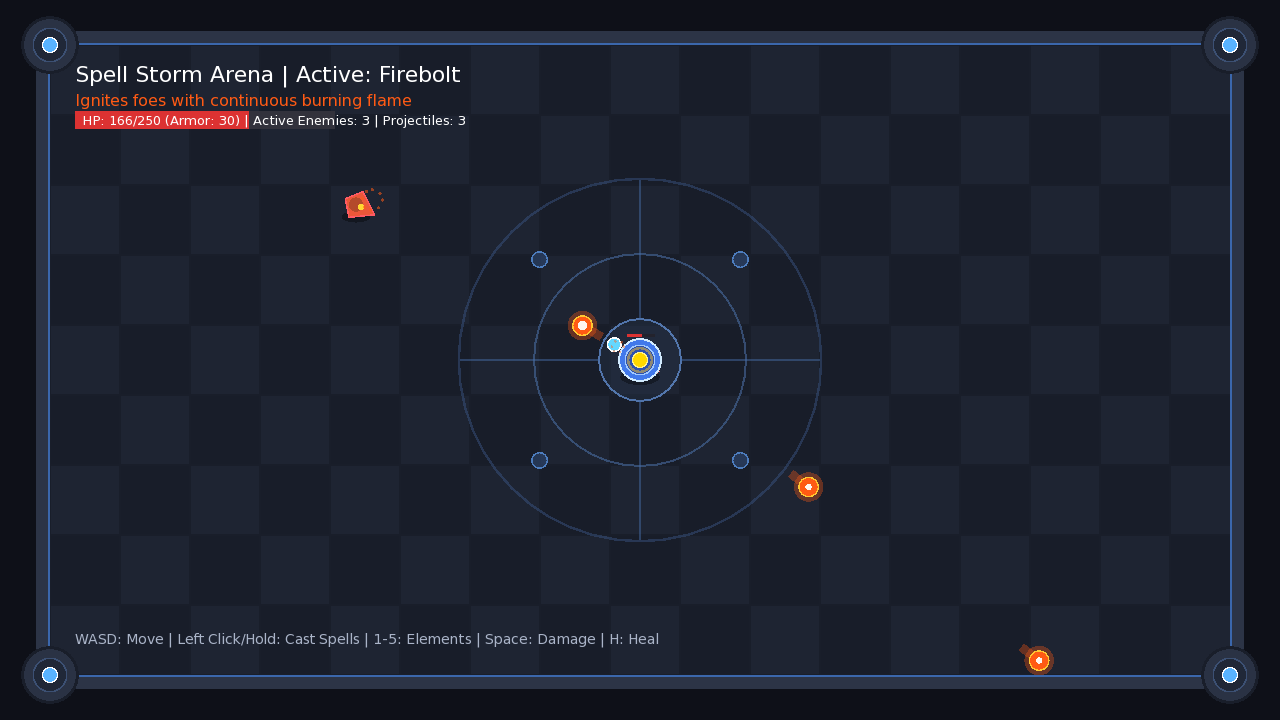 Spell Storm Arena | Active: Firebolt
Ignites foes with continuous burning flame
HP: 166/250 (Armor: 30) | Active Enemies: 3 | Projectiles: 3
WASD: Move | Left Click/Hold: Cast Spells | 1-5: Elements | Space: Damage | H: Heal